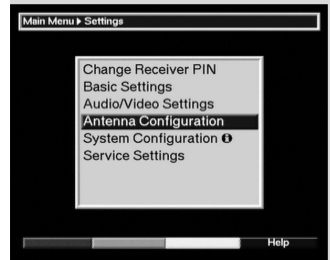 Main Menu ▸ Settings
Change Receiver PIN
Basic Settings
Audio/Video Settings
Antenna Configuration
System Configuration ℹ
Service Settings
Help